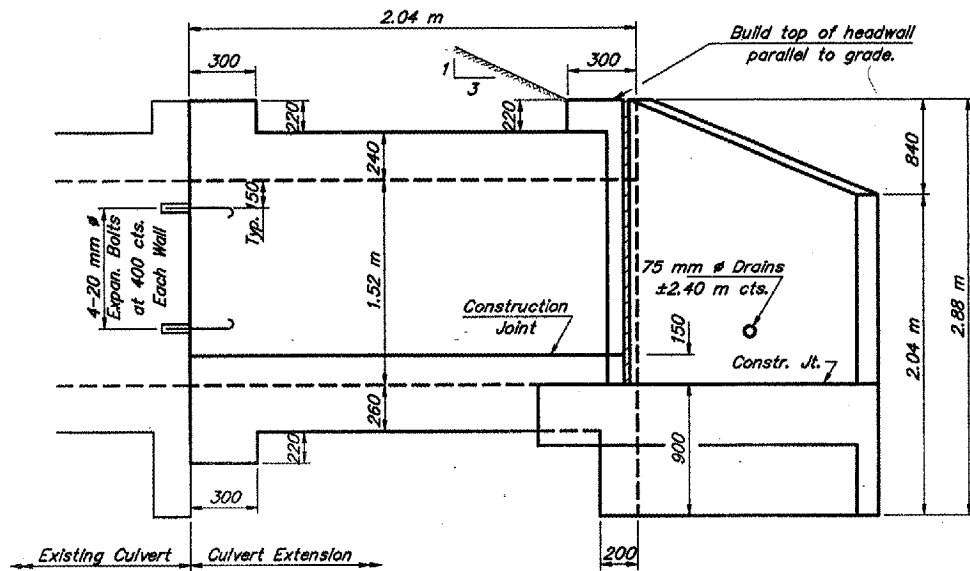 2.04 m
Build top of headwall
parallel to grade.
300
1
3
300
220
220
240
840
150
Typ.
4-20 mm ø
Expan. Bolts
at 400 cts.
Each Wall
1.52 m
75 mm ø Drains
±2.40 m cts.
Construction
Joint
150
Constr. Jt.
2.04 m
2.88 m
260
220
900
300
200
Existing Culvert
Culvert Extension